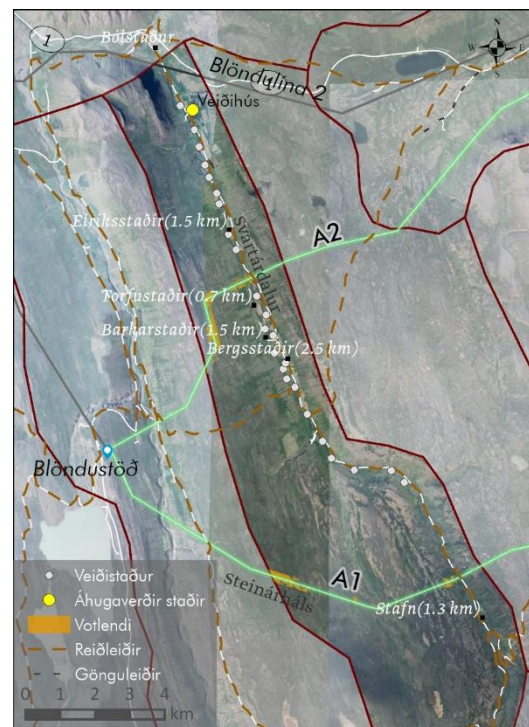 N
W
E
S
1
Bólstaður
Blöndulína 2
1
Veiðihús
Eiríksstaðir(1.5 km)
Svartárdalur
A2
Torfustaðir(0.7 km)
Barkarstaðir(1.5 km)
Bergsstaðir(2.5 km)
Blöndustöð
A1
Steinárháls
Stafn(1.3 km)
Veiðistaður
Áhugaverðir staðir
Votlendi
Reiðleiðir
Gönguleiðir
0 1 2 3 4
km